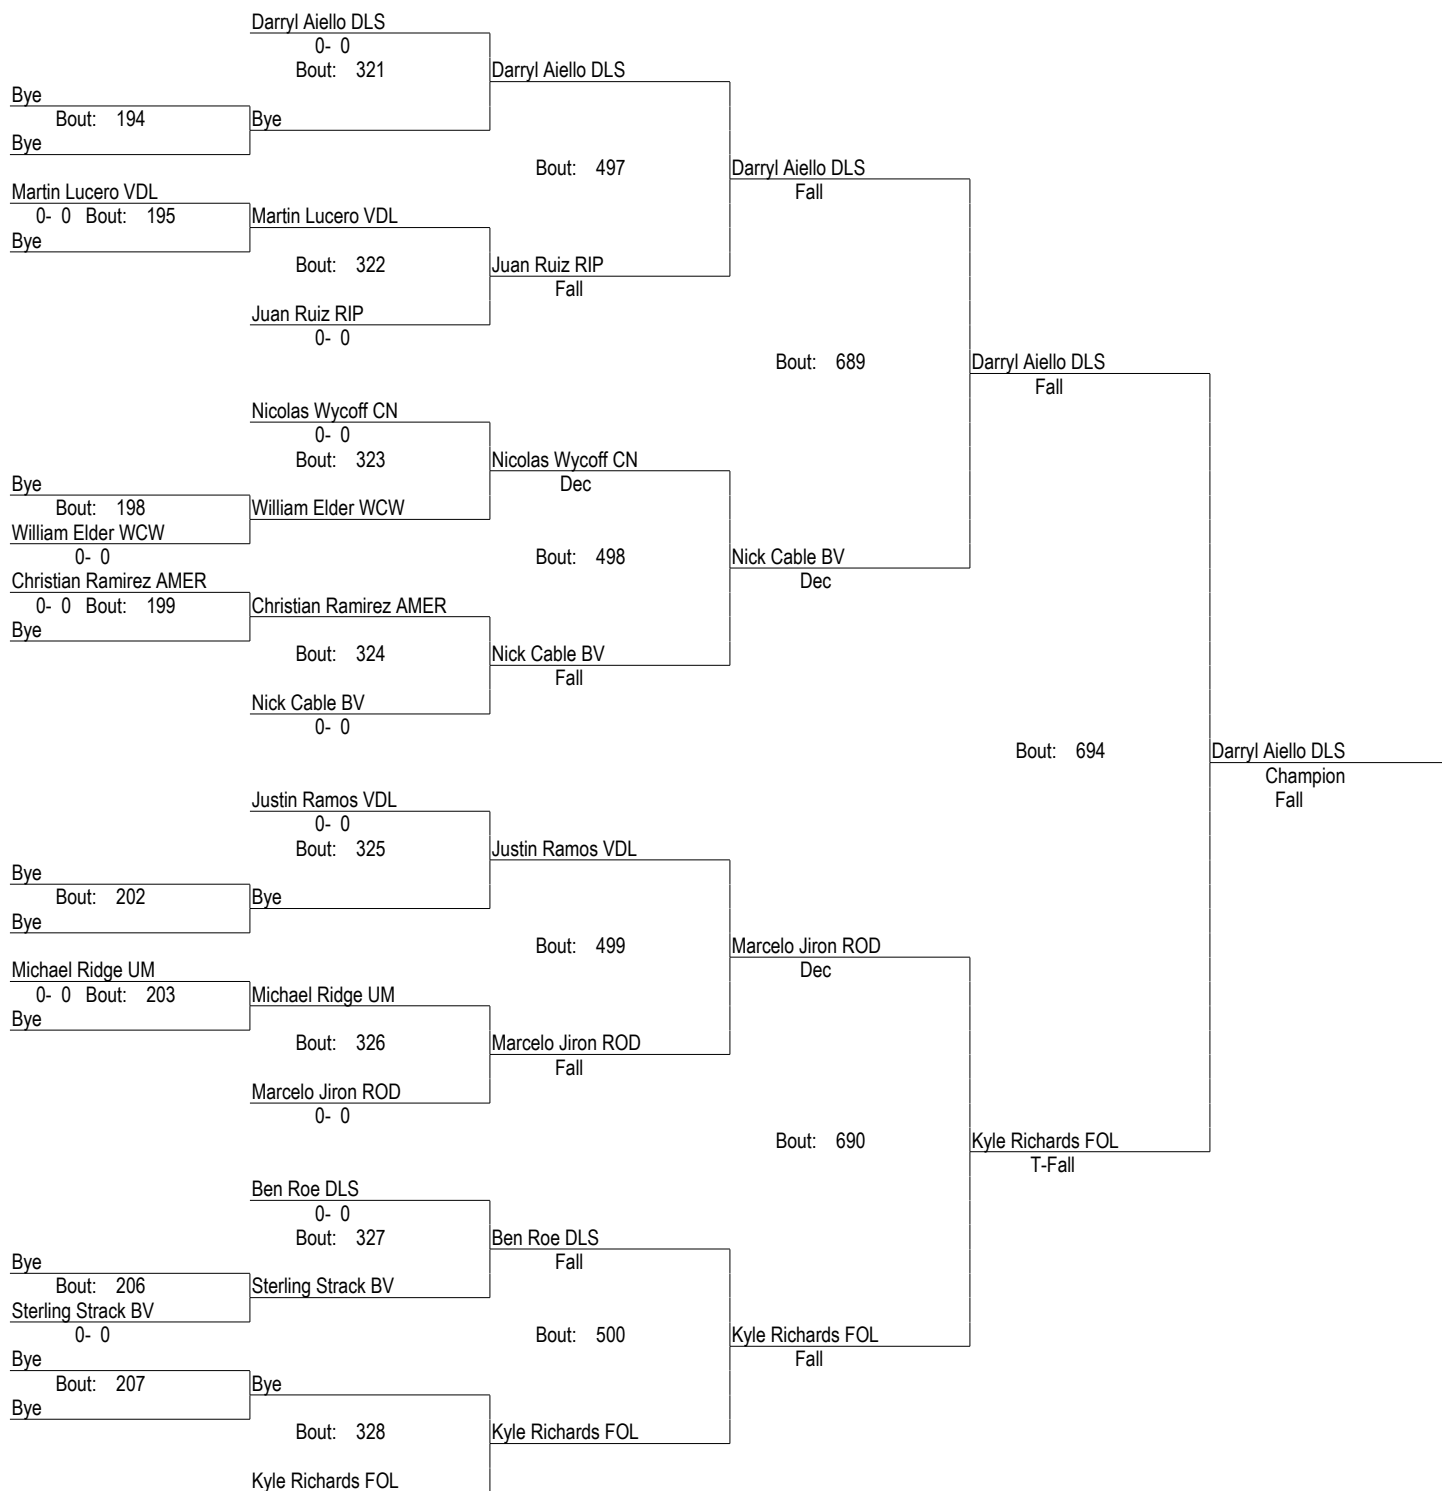 Darryl Aiello DLS
0- 0
Bout: 321
Darryl Aiello DLS
Bye
Bout: 194
Bye
Bye
Bout: 497
Darryl Aiello DLS
Fall
Martin Lucero VDL
0- 0 Bout: 195
Martin Lucero VDL
Bye
Bout: 322
Juan Ruiz RIP
Fall
Juan Ruiz RIP
0- 0
Bout: 689
Darryl Aiello DLS
Fall
Nicolas Wycoff CN
0- 0
Bout: 323
Nicolas Wycoff CN
Dec
Bye
Bout: 198
William Elder WCW
William Elder WCW
0- 0
Bout: 498
Nick Cable BV
Dec
Christian Ramirez AMER
0- 0 Bout: 199
Christian Ramirez AMER
Bye
Bout: 324
Nick Cable BV
Fall
Nick Cable BV
0- 0
Bout: 694
Darryl Aiello DLS
Champion
Fall
Justin Ramos VDL
0- 0
Bout: 325
Justin Ramos VDL
Bye
Bout: 202
Bye
Bye
Bout: 499
Marcelo Jiron ROD
Dec
Michael Ridge UM
0- 0 Bout: 203
Michael Ridge UM
Bye
Bout: 326
Marcelo Jiron ROD
Fall
Marcelo Jiron ROD
0- 0
Bout: 690
Kyle Richards FOL
T-Fall
Ben Roe DLS
0- 0
Bout: 327
Ben Roe DLS
Fall
Bye
Bout: 206
Sterling Strack BV
Sterling Strack BV
0- 0
Bout: 500
Kyle Richards FOL
Fall
Bye
Bout: 207
Bye
Bye
Bout: 328
Kyle Richards FOL
Kyle Richards FOL